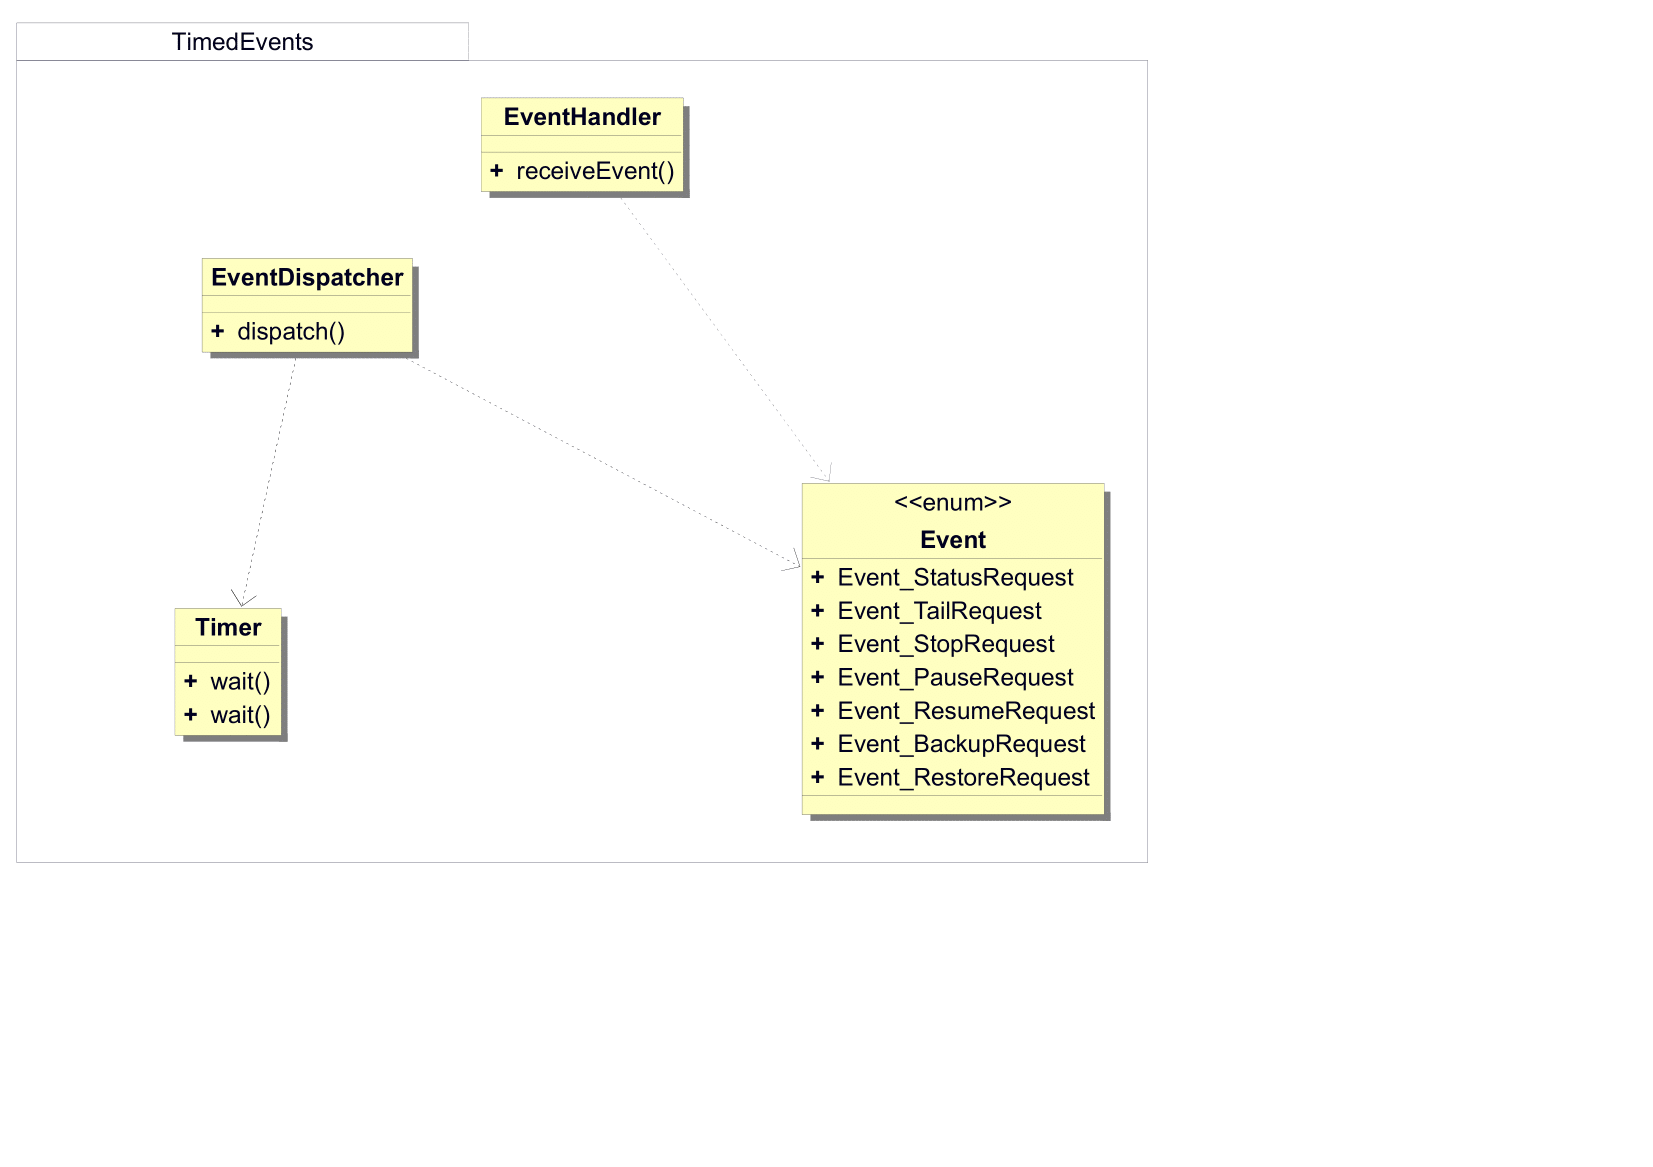 TimedEvents
EventHandler
+ receiveEvent()
EventDispatcher
+ dispatch()
<<enum>>
Event
+ Event_StatusRequest
+ Event_TailRequest
+ Event_StopRequest
+ Event_PauseRequest
+ Event_ResumeRequest
+ Event_BackupRequest
+ Event_RestoreRequest
Timer
+ wait()
+ wait()